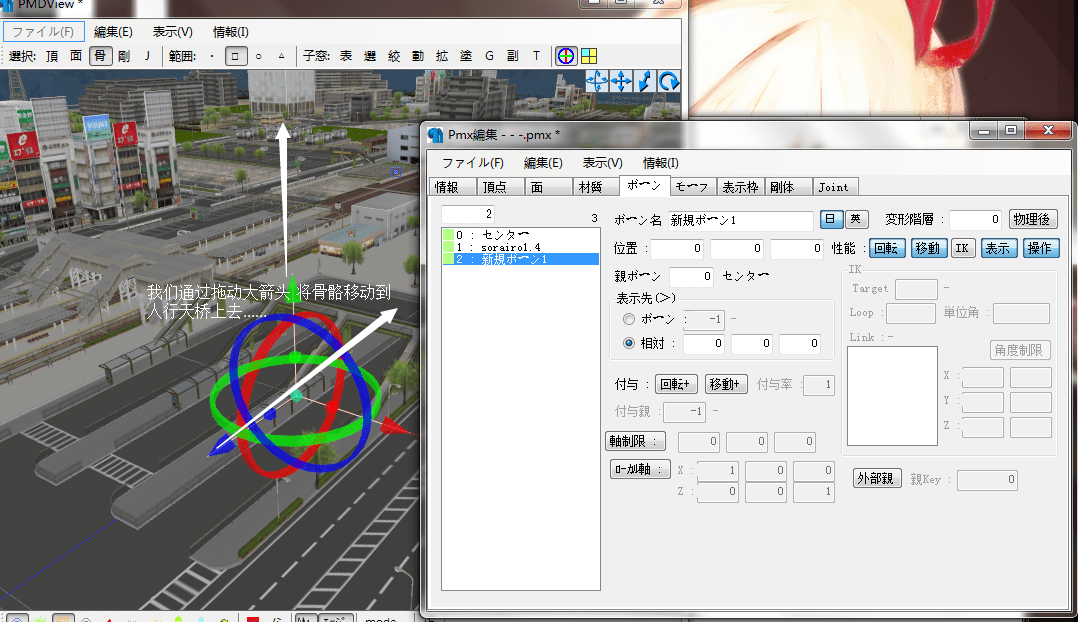 PMDView *
ファイル(F) 編集(E) 表示(V) 情報(I)
選択: 頂 面 骨 剛 J 範囲: 子窓: 表 選 絞 動 拡 塗 G 副 T
我们通过拖动大箭头 将骨骼移动到
人行天桥上去......
Pmx編集 - - -.pmx *
ファイル(F) 編集(E) 表示(V) 情報(I)
情報 頂点 面 材質 ボーン モーフ 表示枠 剛体 Joint
2 3
0 : センター
1 : sorairo1.4
2 : 新規ボーン1
ボーン名 新規ボーン1 日 英 変形階層 : 0 物理後
位置 : 0 0 0 性能 : 回転 移動 IK 表示 操作
親ボーン 0 センター
表示先(>)
ボーン : -1 -
相対 : 0 0 0
付与 : 回転+ 移動+ 付与率 : 1
付与親 : -1 -
軸制限 : 0 0 0
ローカル軸 : X : 1 0 0
Z : 0 0 1
IK
Target -
Loop : 単位角 :
Link : -
角度制限
X :
Y :
Z :
外部親 親Key : 0
mode